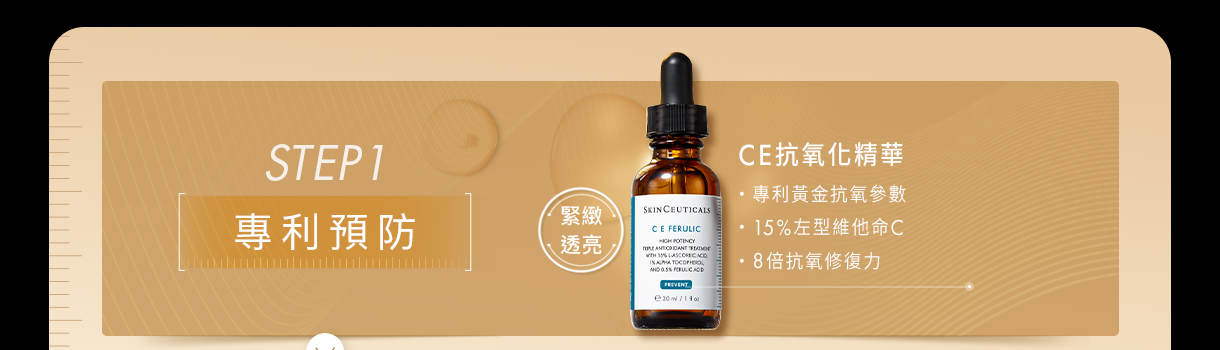 STEP1
專利預防
緊緻
透亮
SKINCEUTICALS
C E FERULIC
HIGH POTENCY
TRIPLE ANTIOXIDANT TREATMENT
WITH 15% L-ASCORBIC ACID,
1% ALPHA TOCOPHEROL,
AND 0.5% FERULIC ACID
PREVENT
℮ 30 ml / 1 fl oz
CE抗氧化精華
• 專利黃金抗氧參數
• 15%左型維他命C
• 8倍抗氧修復力